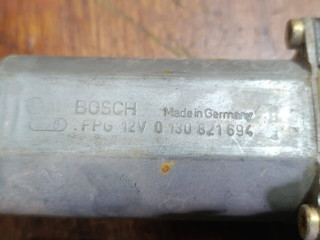 BOSCH Made in Germany
FPG 12V 0 130 821 694